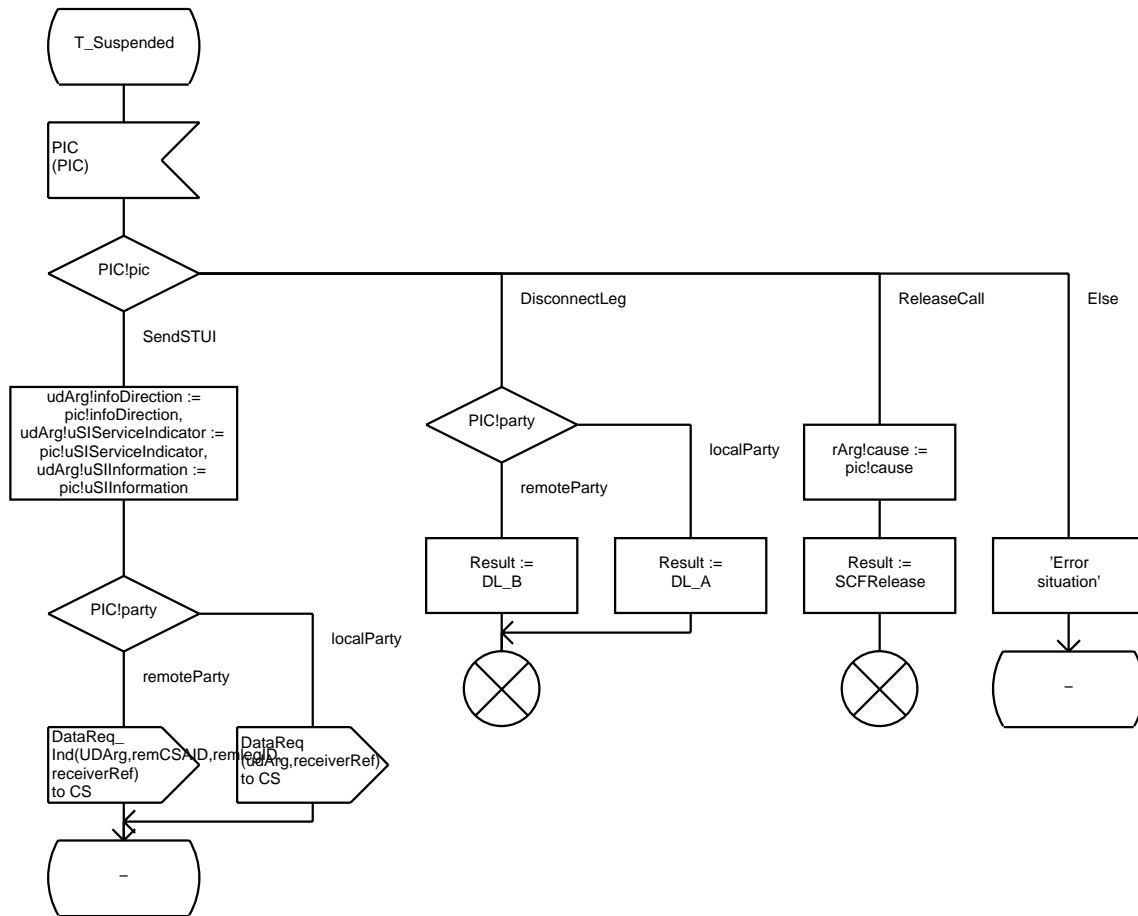 T_Suspended
PIC
(PIC)
PIC!pic
SendSTUI
DisconnectLeg
ReleaseCall
Else
udArg!infoDirection :=
pic!infoDirection,
udArg!uSIServiceIndicator :=
pic!uSIServiceIndicator,
udArg!uSIInformation :=
pic!uSIInformation
PIC!party
localParty
remoteParty
rArg!cause :=
pic!cause
Result :=
DL_B
Result :=
DL_A
Result :=
SCFRelease
'Error
situation'
–
PIC!party
localParty
remoteParty
DataReq_
Ind(UDArg,remCSAID,remlegID,
receiverRef)
to CS
DataReq
(udArg,receiverRef)
to CS
–